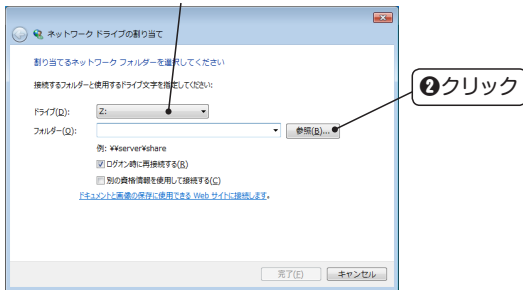 ネットワーク ドライブの割り当て
割り当てるネットワーク フォルダーを選択してください
接続するフォルダーと使用するドライブ文字を指定してください:
ドライブ(D): Z:
フォルダー(O): 参照(B)...
❷クリック
例: ¥¥server¥share
ログオン時に再接続する(R)
別の資格情報を使用して接続する(C)
ドキュメントと画像の保存に使用できる Web サイトに接続します。
完了(F) キャンセル